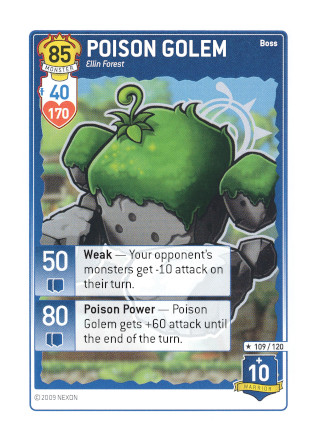 85
MONSTER
POISON GOLEM
Boss
Ellin Forest
40
170
50
Weak — Your opponent's
monsters get -10 attack on
their turn.
80
Poison Power — Poison
Golem gets +60 attack until
the end of the turn.
★ 109 / 120
+
10
WARRIOR
© 2009 NEXON